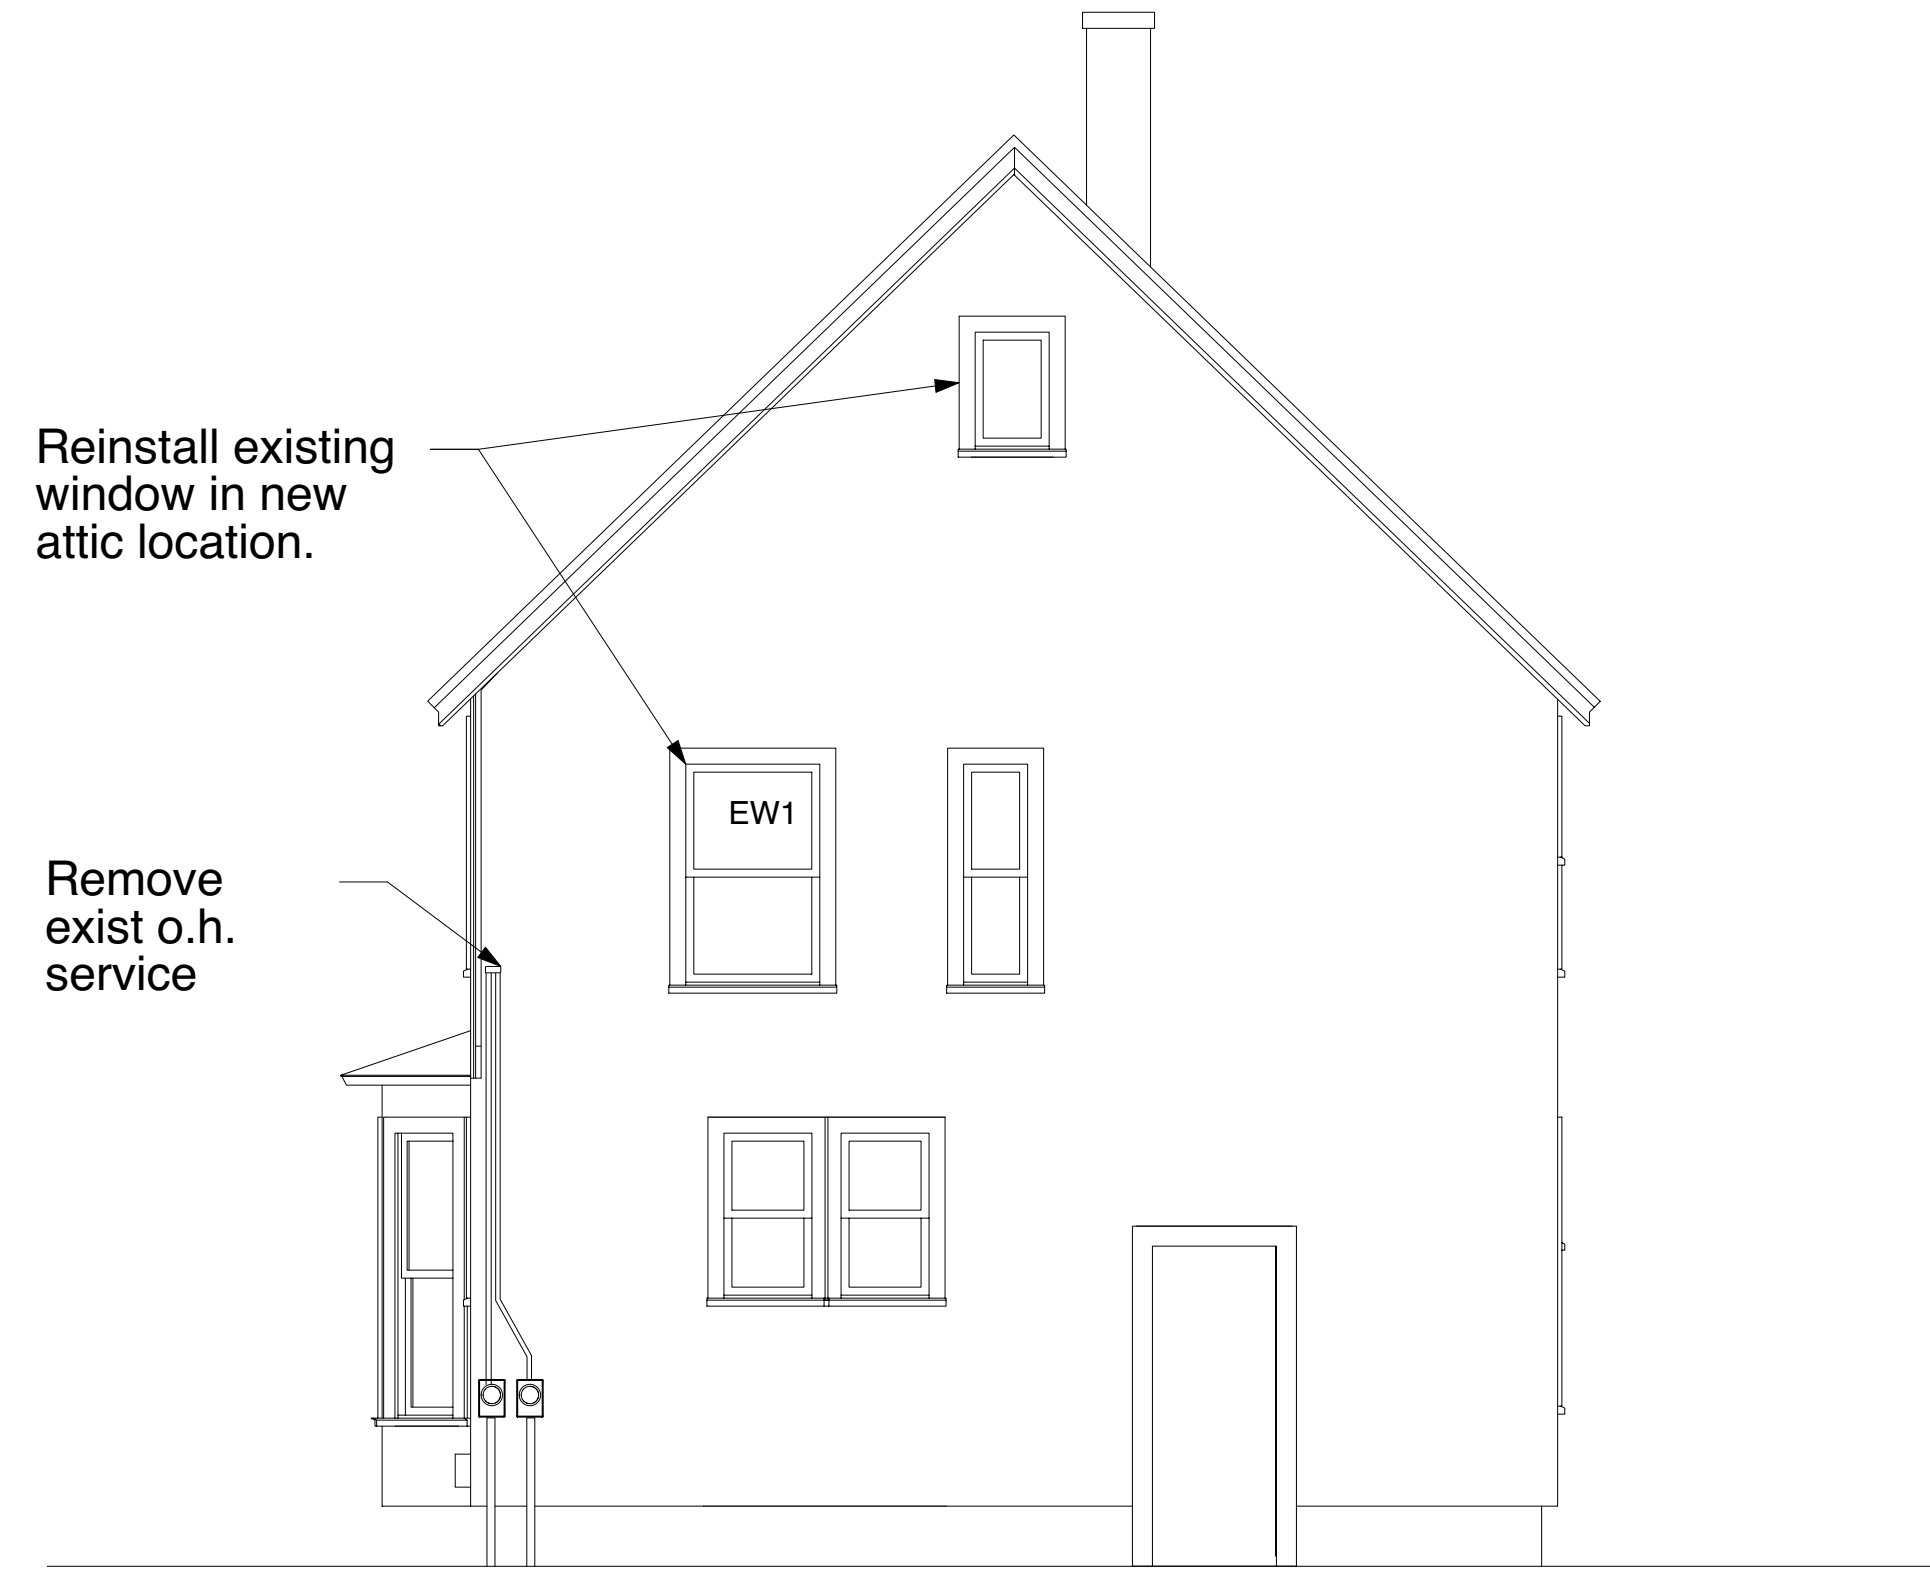 Reinstall existing
window in new
attic location.
EW1
Remove
exist o.h.
service